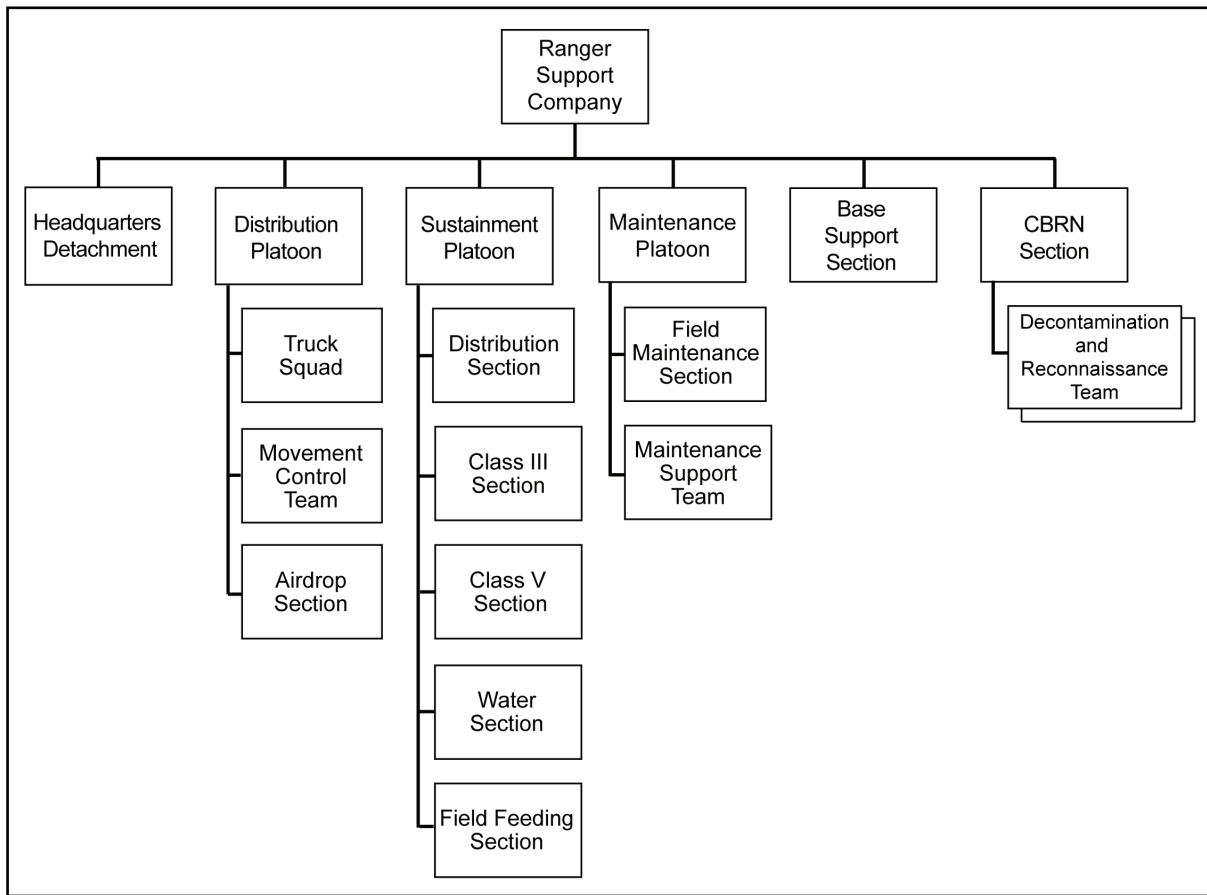 Ranger
Support
Company
Headquarters
Detachment
Distribution
Platoon
Sustainment
Platoon
Maintenance
Platoon
Base
Support
Section
CBRN
Section
Truck
Squad
Movement
Control
Team
Airdrop
Section
Distribution
Section
Class III
Section
Class V
Section
Water
Section
Field Feeding
Section
Field
Maintenance
Section
Maintenance
Support
Team
Decontamination
and
Reconnaissance
Team